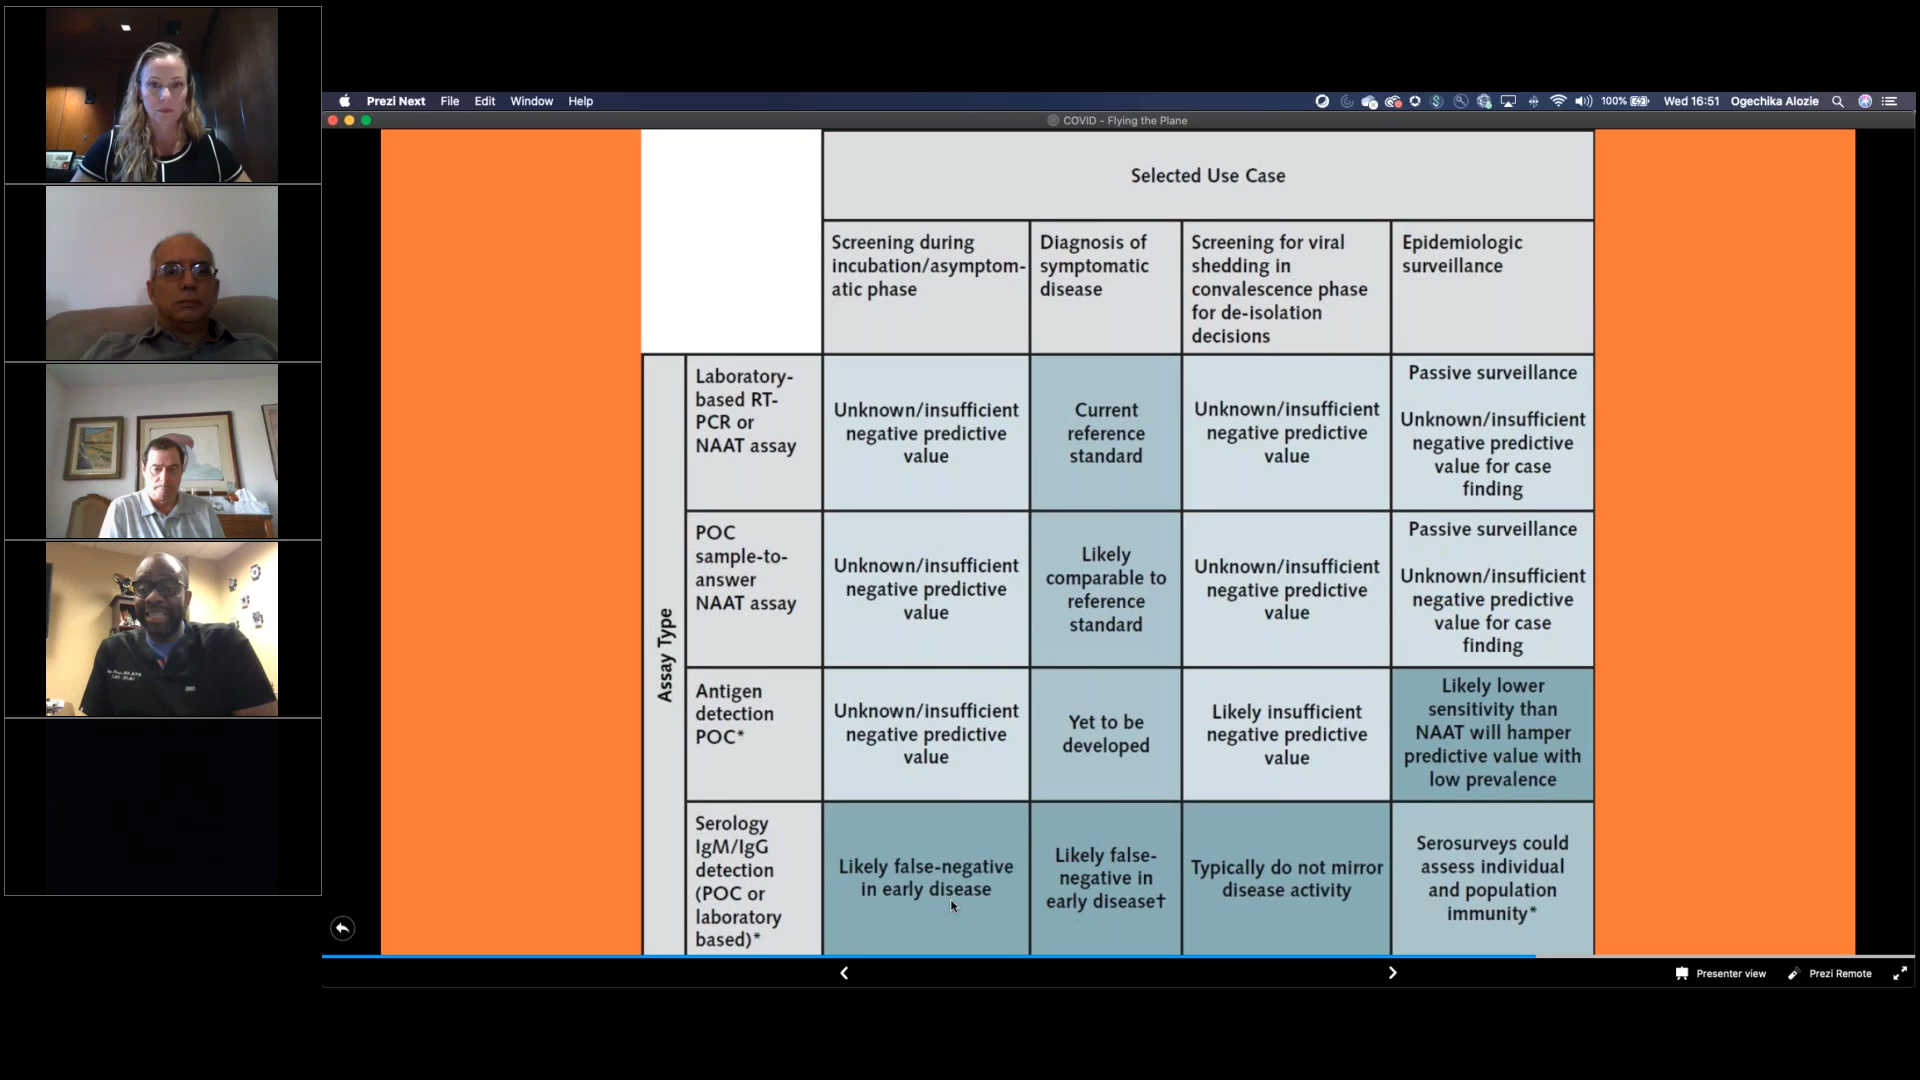 Prezi Next File Edit Window Help
100% Wed 16:51 Ogechika Alozie
COVID - Flying the Plane
Selected Use Case
Screening during
incubation/asymptom-
atic phase
Diagnosis of
symptomatic
disease
Screening for viral
shedding in
convalescence phase
for de-isolation
decisions
Epidemiologic
surveillance
Assay Type
Laboratory-
based RT-
PCR or
NAAT assay
Unknown/insufficient
negative predictive
value
Current
reference
standard
Unknown/insufficient
negative predictive
value
Passive surveillance
Unknown/insufficient
negative predictive
value for case
finding
POC
sample-to-
answer
NAAT assay
Unknown/insufficient
negative predictive
value
Likely
comparable to
reference
standard
Unknown/insufficient
negative predictive
value
Passive surveillance
Unknown/insufficient
negative predictive
value for case
finding
Antigen
detection
POC*
Unknown/insufficient
negative predictive
value
Yet to be
developed
Likely insufficient
negative predictive
value
Likely lower
sensitivity than
NAAT will hamper
predictive value with
low prevalence
Serology
IgM/IgG
detection
(POC or
laboratory
based)*
Likely false-negative
in early disease
Likely false-
negative in
early disease†
Typically do not mirror
disease activity
Serosurveys could
assess individual
and population
immunity*
Presenter view Prezi Remote